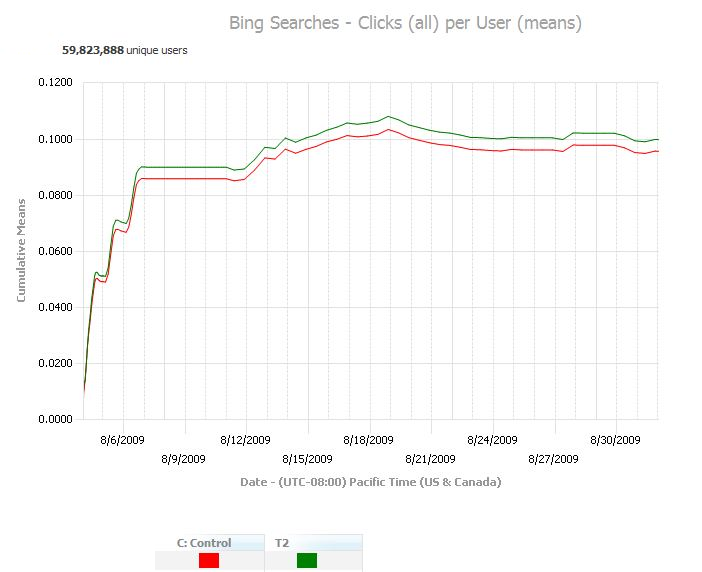 Bing Searches - Clicks (all) per User (means)
59,823,888 unique users
0.1200
0.1000
0.0800
0.0600
0.0400
0.0200
0.0000
Cumulative Means
8/6/2009 8/12/2009 8/18/2009 8/24/2009 8/30/2009
8/9/2009 8/15/2009 8/21/2009 8/27/2009
Date - (UTC-08:00) Pacific Time (US & Canada)
C: Control T2